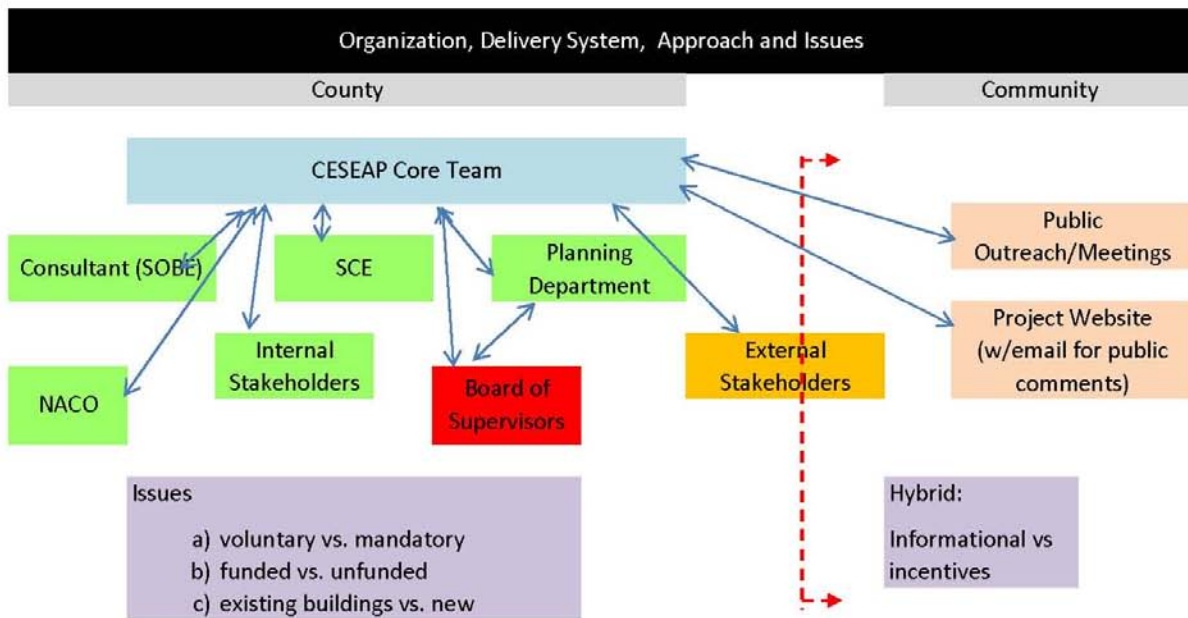 Organization, Delivery System, Approach and Issues
County
Community
CESEAP Core Team
Consultant (SOBE)
SCE
Planning
Department
Public
Outreach/Meetings
Internal
Stakeholders
External
Stakeholders
Project Website
(w/email for public
comments)
NACO
Board of
Supervisors
Issues
a) voluntary vs. mandatory
b) funded vs. unfunded
c) existing buildings vs. new
Hybrid:
Informational vs
incentives